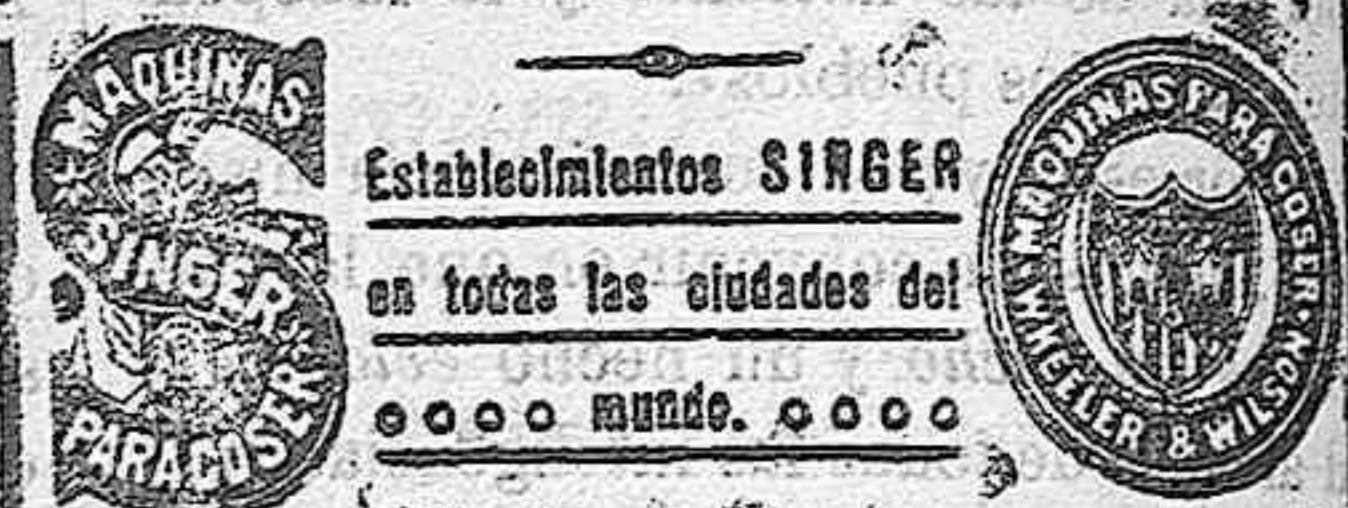 MAQUINAS
SINGER
PARA COSER
Establecimientos SINGER
en todas las ciudades del
mundo.
MAQUINAS PARA COSER
WHEELER & WILSON